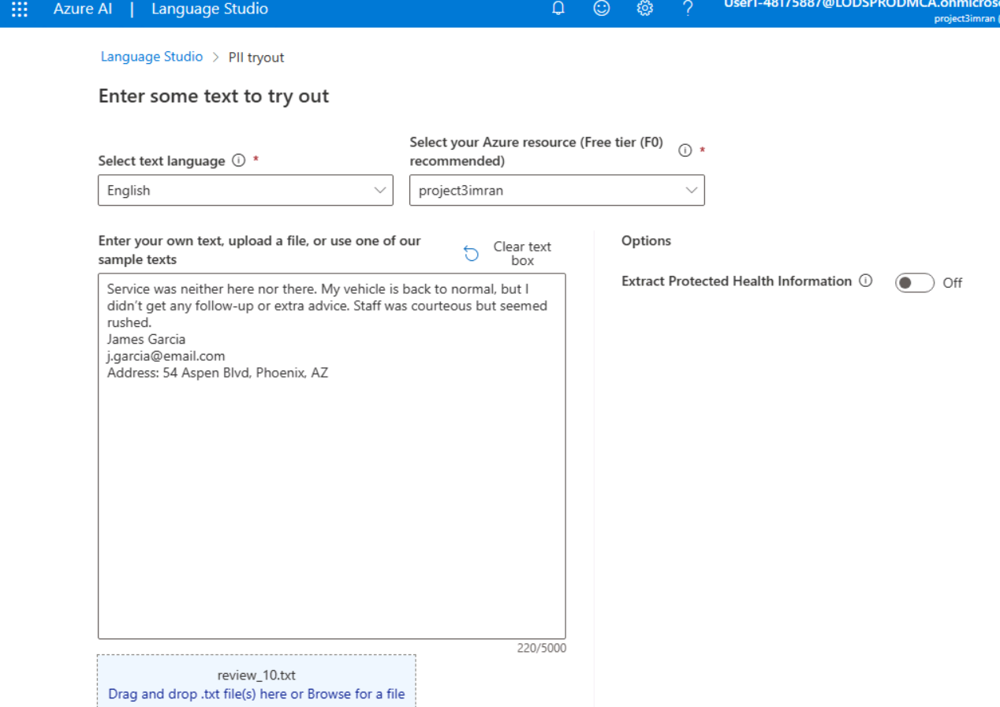 Azure AI | Language Studio
User1-48175887@LODSPRODMCA.onmicros
project3imran (
Language Studio > PII tryout
Enter some text to try out
Select text language *
Select your Azure resource (Free tier (F0) recommended) *
English
project3imran
Enter your own text, upload a file, or use one of our
sample texts
Clear text
box
Service was neither here nor there. My vehicle is back to normal, but I
didn't get any follow-up or extra advice. Staff was courteous but seemed
rushed.
James Garcia
j.garcia@email.com
Address: 54 Aspen Blvd, Phoenix, AZ
220/5000
review_10.txt
Drag and drop .txt file(s) here or Browse for a file
Options
Extract Protected Health Information
Off